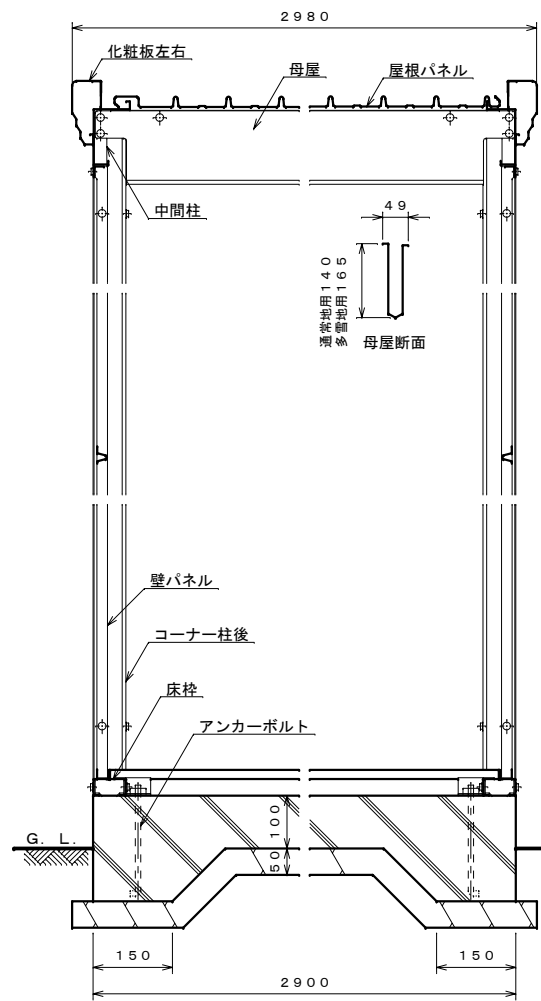 2980
化粧板左右
母屋
屋根パネル
中間柱
49
通常地用140
多雪地用165
母屋断面
壁パネル
コーナー柱後
床枠
アンカーボルト
G. L.
100
50
150
150
2900